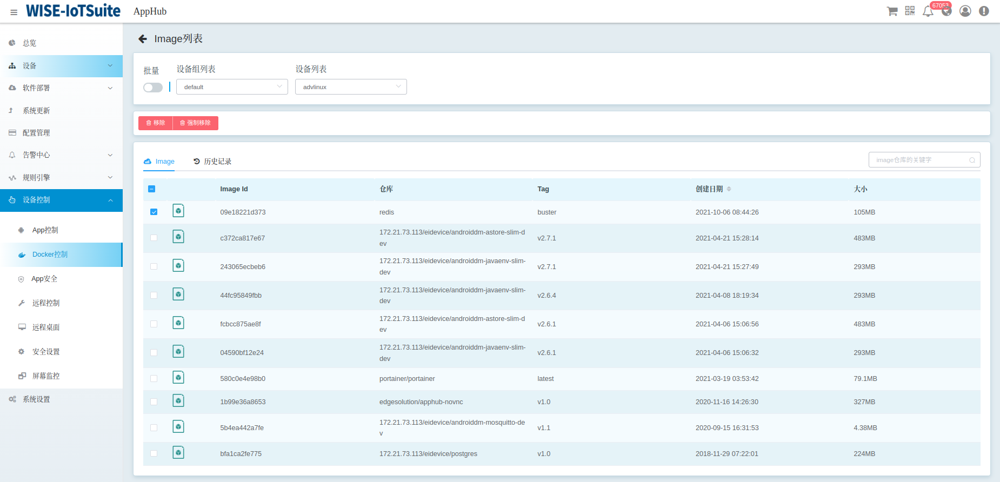 WISE-IoTSuite AppHub 67053
总览
设备
软件部署
系统更新
配置管理
告警中心
规则引擎
设备控制
App控制
Docker控制
App安全
远程控制
远程桌面
安全设置
屏幕监控
系统设置
Image列表
批量 设备组列表 设备列表
default advlinux
移除 强制移除
Image 历史记录 image仓库的关键字
Image Id 仓库 Tag 创建日期 大小
09e18221d373 redis buster 2021-10-06 08:44:26 105MB
c372ca817e67 172.21.73.113/eidevice/androiddm-astore-slim-d
ev v2.7.1 2021-04-21 15:28:14 483MB
243065ecbeb6 172.21.73.113/eidevice/androiddm-javaenv-slim-
dev v2.7.1 2021-04-21 15:27:49 293MB
44fc95849fbb 172.21.73.113/eidevice/androiddm-javaenv-slim-
dev v2.6.4 2021-04-08 18:19:34 293MB
fcbcc875ae8f 172.21.73.113/eidevice/androiddm-astore-slim-d
ev v2.6.1 2021-04-06 15:06:56 483MB
04590bf12e24 172.21.73.113/eidevice/androiddm-javaenv-slim-
dev v2.6.1 2021-04-06 15:06:32 293MB
580c0e4e98b0 portainer/portainer latest 2021-03-19 03:53:42 79.1MB
1b99e36a8653 edgesolution/apphub-novnc v1.0 2020-11-16 14:26:30 327MB
5b4ea442a7fe 172.21.73.113/eidevice/androiddm-mosquitto-de
v v1.1 2020-09-15 16:31:53 4.38MB
bfa1ca2fe775 172.21.73.113/eidevice/postgres v1.0 2018-11-29 07:22:01 224MB